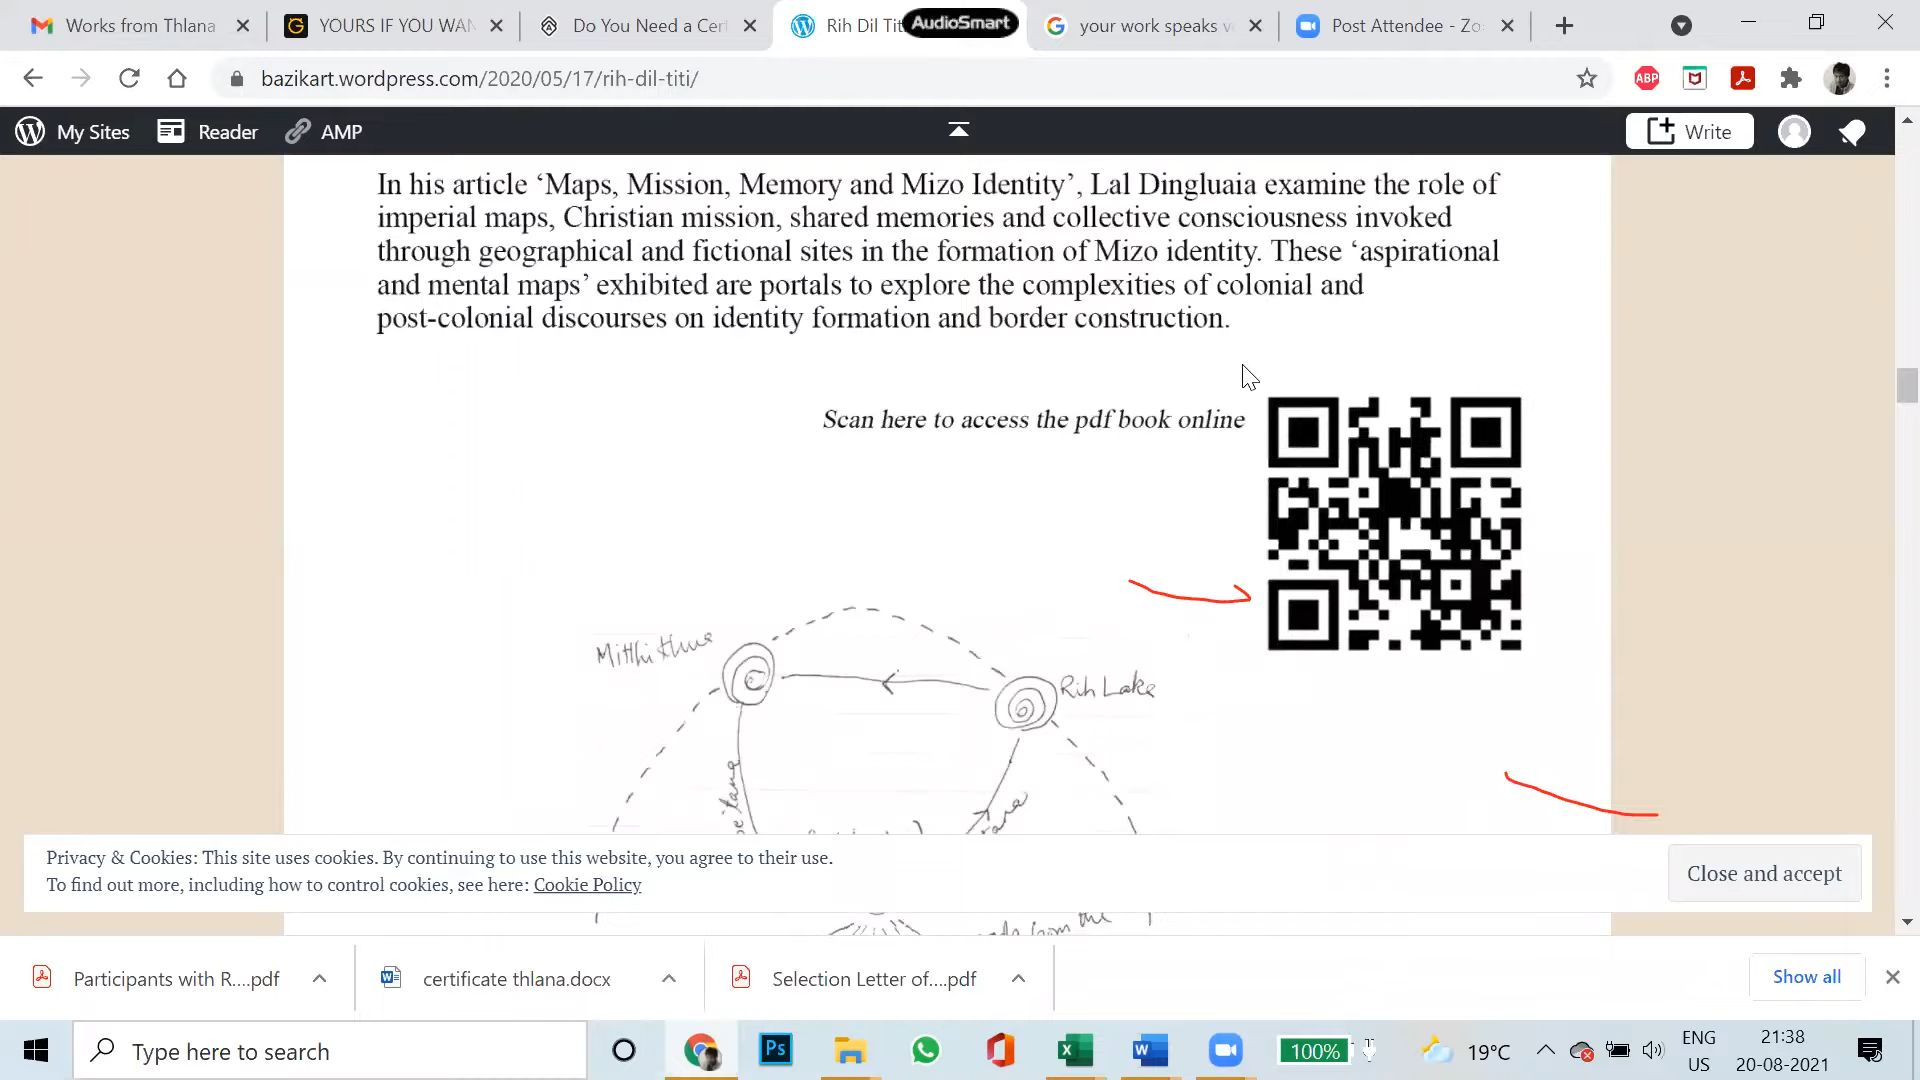 Works from Thlana
YOURS IF YOU WAN
Do You Need a Cert
Rih Dil Tit
AudioSmart
your work speaks v
Post Attendee - Zo
bazikart.wordpress.com/2020/05/17/rih-dil-titi/
ABP
My Sites
Reader
AMP
Write
In his article ‘Maps, Mission, Memory and Mizo Identity’, Lal Dingluaia examine the role of
imperial maps, Christian mission, shared memories and collective consciousness invoked
through geographical and fictional sites in the formation of Mizo identity. These ‘aspirational
and mental maps’ exhibited are portals to explore the complexities of colonial and
post-colonial discourses on identity formation and border construction.
Scan here to access the pdf book online
Mitthi khua
Rih Lake
Privacy & Cookies: This site uses cookies. By continuing to use this website, you agree to their use.
To find out more, including how to control cookies, see here: Cookie Policy
Close and accept
from the
Participants with R....pdf
certificate thlana.docx
Selection Letter of....pdf
Show all
Type here to search
Ps
100%
19°C
ENG
US
21:38
20-08-2021